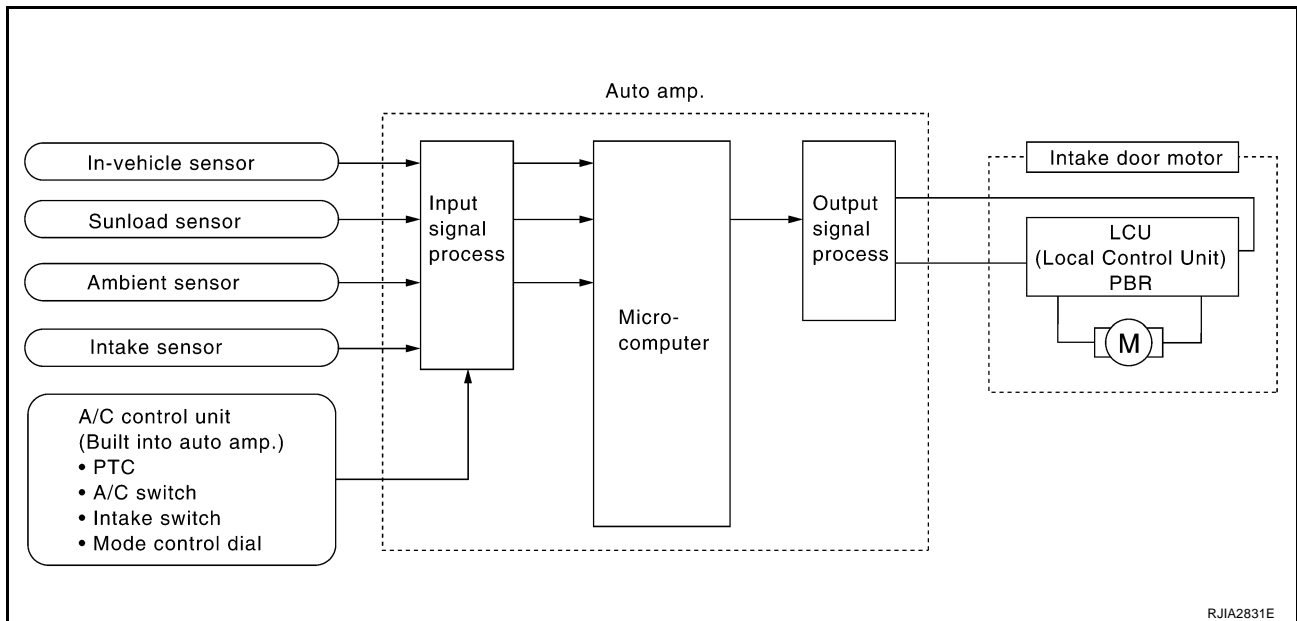 Auto amp.
In-vehicle sensor
Sunload sensor
Ambient sensor
Intake sensor
A/C control unit
(Built into auto amp.)
• PTC
• A/C switch
• Intake switch
• Mode control dial
Input
signal
process
Micro-
computer
Output
signal
process
Intake door motor
LCU
(Local Control Unit)
PBR
M
RJIA2831E